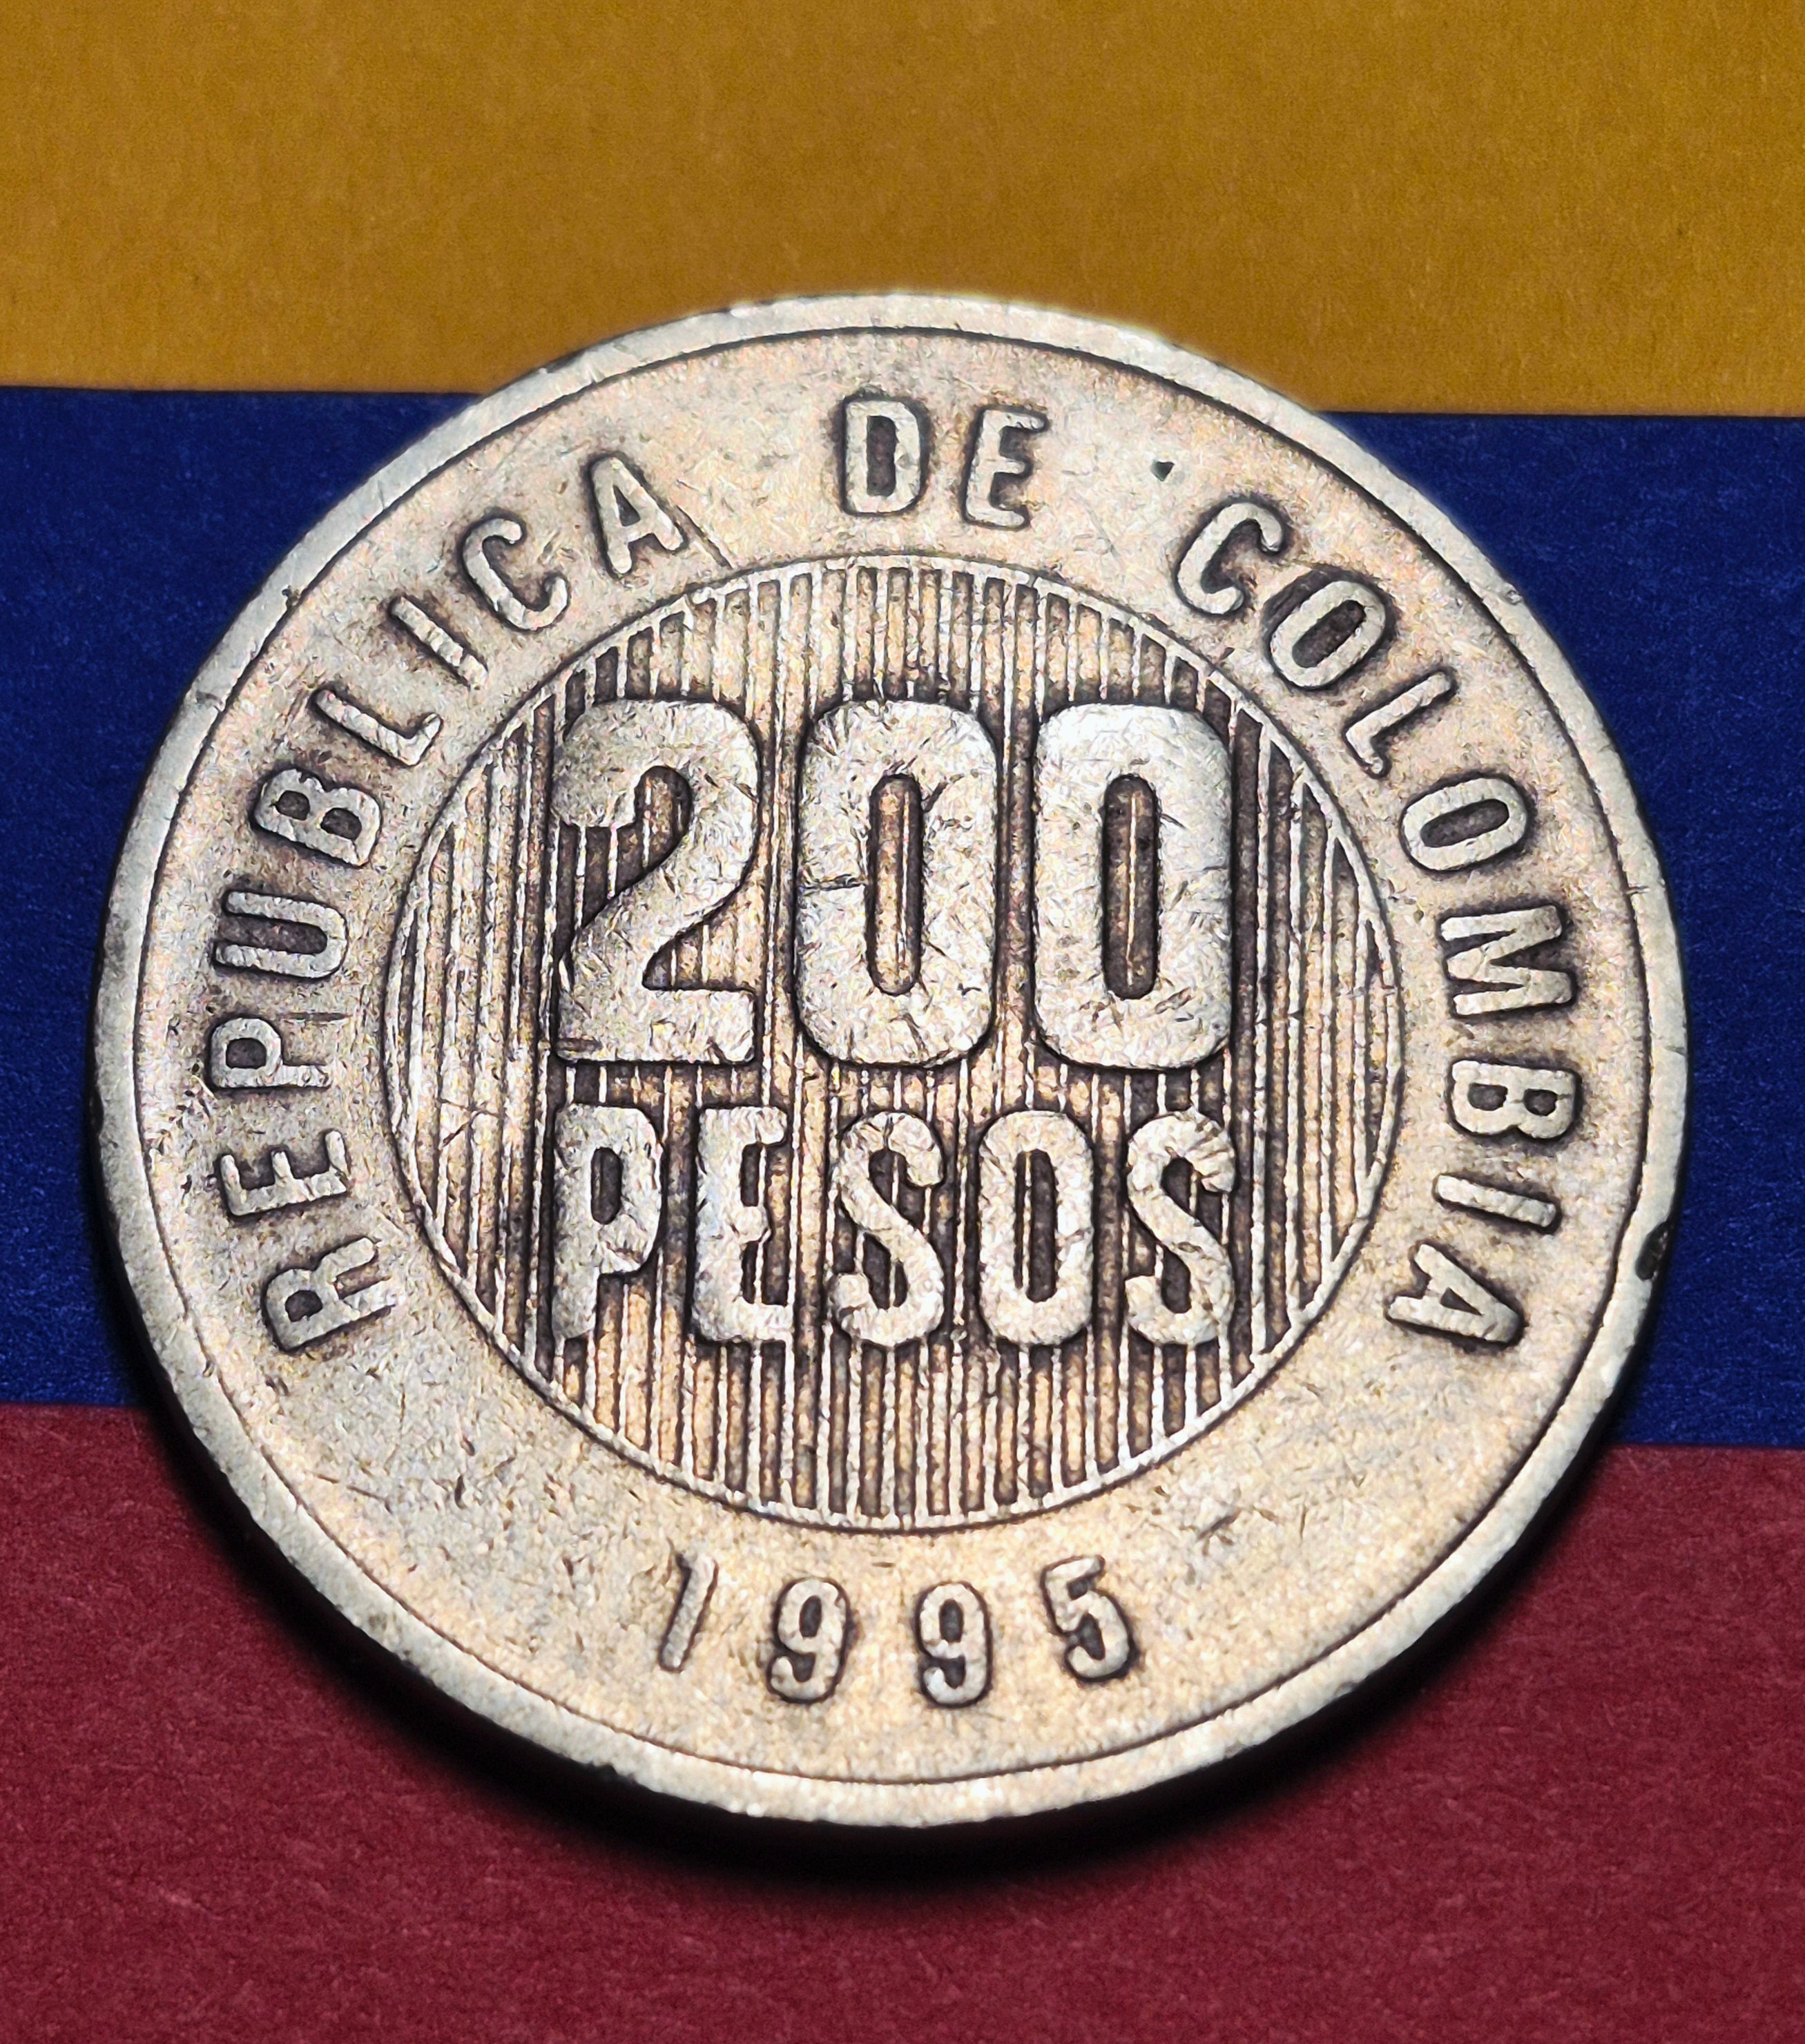 REPUBLICA DE COLOMBIA
200
PESOS
1995